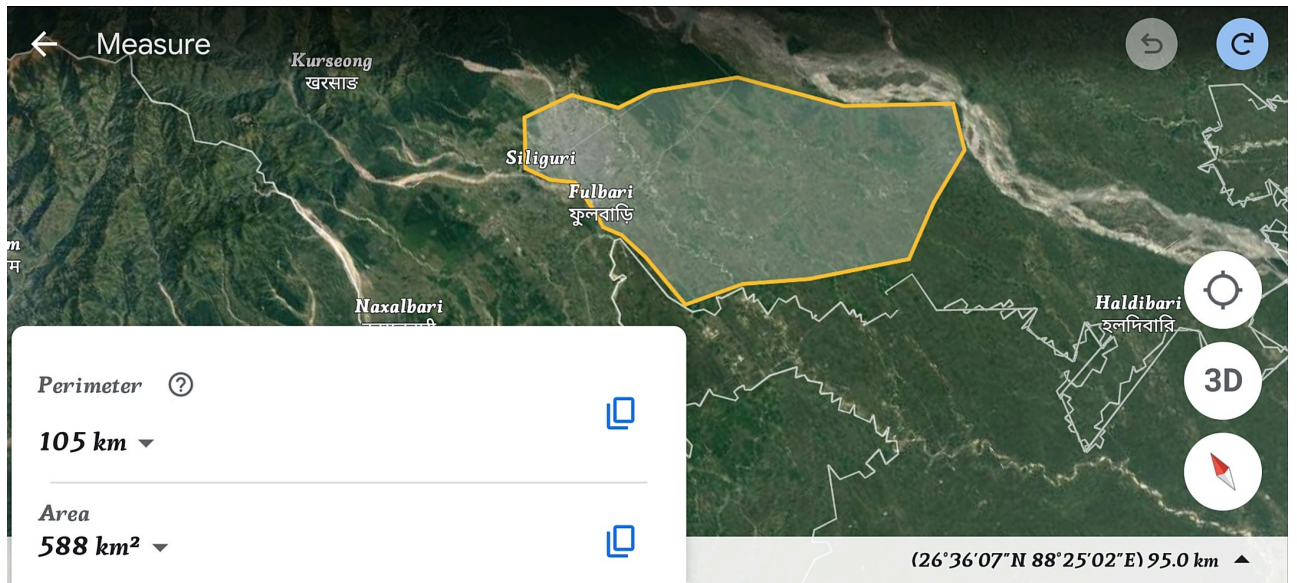 Measure
Kurseong
खरसाङ
Siliguri
Fulbari
ফুলবাড়ি
m
म
Naxalbari
Haldibari
হলদিবারি
3D
Perimeter ?
105 km
Area
588 km²
(26°36'07"N 88°25'02"E) 95.0 km